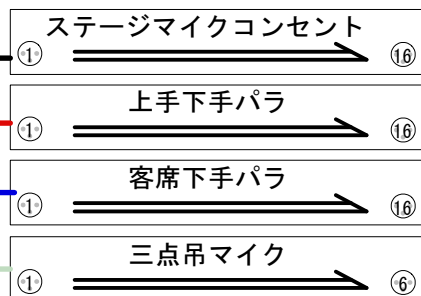 ステージマイクコンセント
1 16
上手下手パラ
1 16
客席下手パラ
1 16
三点吊マイク
1 6